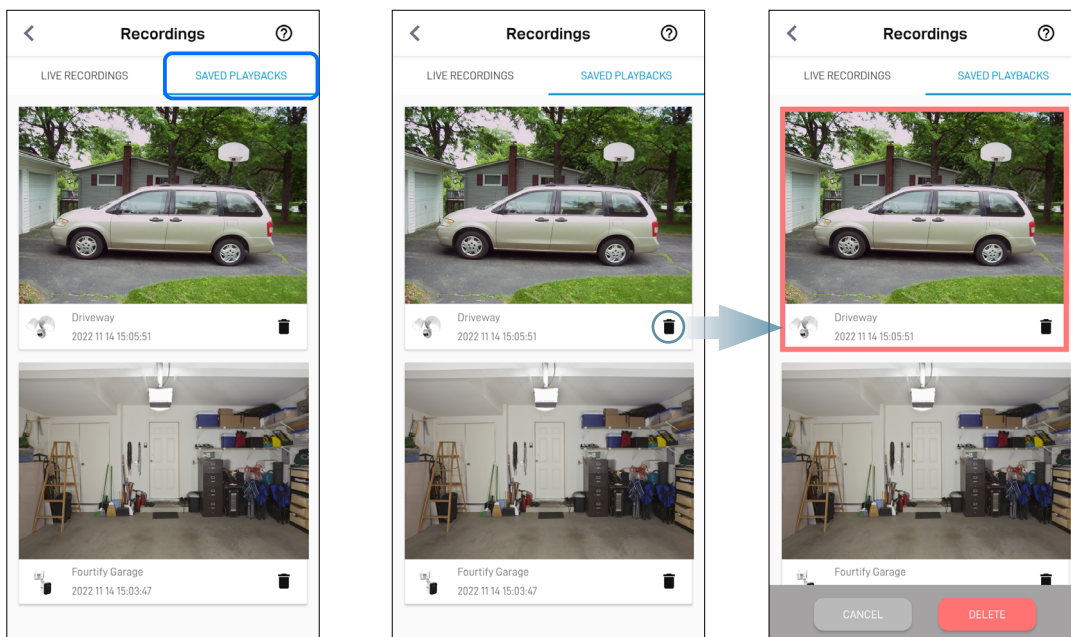 Recordings
LIVE RECORDINGS
SAVED PLAYBACKS
Driveway
2022 11 14 15:05:51
Fourtify Garage
2022 11 14 15:03:47
Recordings
LIVE RECORDINGS
SAVED PLAYBACKS
Driveway
2022 11 14 15:05:51
Fourtify Garage
2022 11 14 15:03:47
Recordings
LIVE RECORDINGS
SAVED PLAYBACKS
Driveway
2022 11 14 15:05:51
Fourtify Garage
CANCEL
DELETE